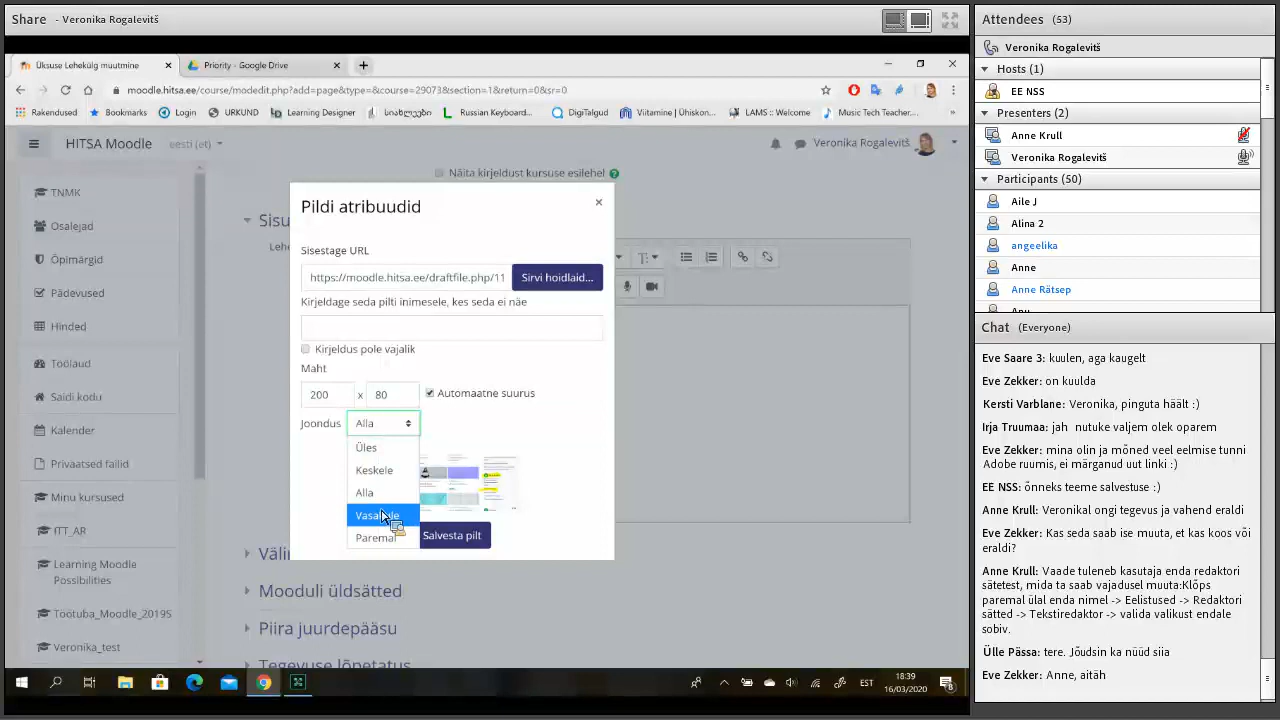 Share - Veronika Rogalevitš
Üksuse Lehekülg muutmine
Priority - Google Drive
moodle.hitsa.ee/course/modedit.php?add=page&type=&course=29073&section=1&return=0&sr=0
Rakendused
Bookmarks
Login
URKUND
Learning Designer
სახელფები
Russian Keyboard...
DigiTalgud
Viitamine | Ühiskon...
LAMS :: Welcome
Music Tech Teacher,...
»
HITSA Moodle
eesti (et)
Veronika Rogalevitš
TNMK
Osalejad
Õpimärgid
Pädevused
Hinded
Töölaud
Saidi kodu
Kalender
Privaatsed failid
Minu kursused
ITT_AR
Learning Moodle
Possibilities
Töötuba_Moodle_2019S
Veronika_test
Näita kirjeldust kursuse esilehel
Sisu
Lehe
Pildi atribuudid
×
Sisestage URL
https://moodle.hitsa.ee/draftfile.php/11
Sirvi hoidlaid...
Kirjeldage seda pilti inimesele, kes seda ei näe
Kirjeldus pole vajalik
Maht
200 x 80
Automaatne suurus
Joondus
Alla
Üles
Keskele
Alla
Vasakule
Paremal
Salvesta pilt
Välim
Mooduli üldsätted
Piira juurdepääsu
Tegevuse lõpetatus
EST
18:39
16/03/2020
8
Attendees (53)
Veronika Rogalevitš
Hosts (1)
EE NSS
Presenters (2)
Anne Krull
Veronika Rogalevitš
Participants (50)
Aile J
Alina 2
angeelika
Anne
Anne Rätsep
Chat (Everyone)
Eve Saare 3: kuulen, aga kaugelt
Eve Zekker: on kuulda
Kersti Varblane: Veronika, pinguta häält :)
Irja Truumaa: jah nutuke väljem olek oparem
Eve Zekker: mina olin ja mõned veel eelmise tunni
Adobe ruumis, ei märganud uut linki :)
EE NSS: õnneks teeme salvestuse :)
Anne Krull: Veronikal ongi tegevus ja vahend eraldi
Eve Zekker: Kas seda saab ise muuta, et kas koos või
eraldi?
Anne Krull: Vaade tuleneb kasutaja enda redaktori
sätetest, mida ta saab vajadusel muuta:Klõps
paremal ülal enda nimel -> Eelistused -> Redaktori
sätted -> Tekstiredaktor -> valida valikust endale
sobiv.
Ülle Pässa: tere. Jõudsin ka nüüd siia
Eve Zekker: Anne, aitäh